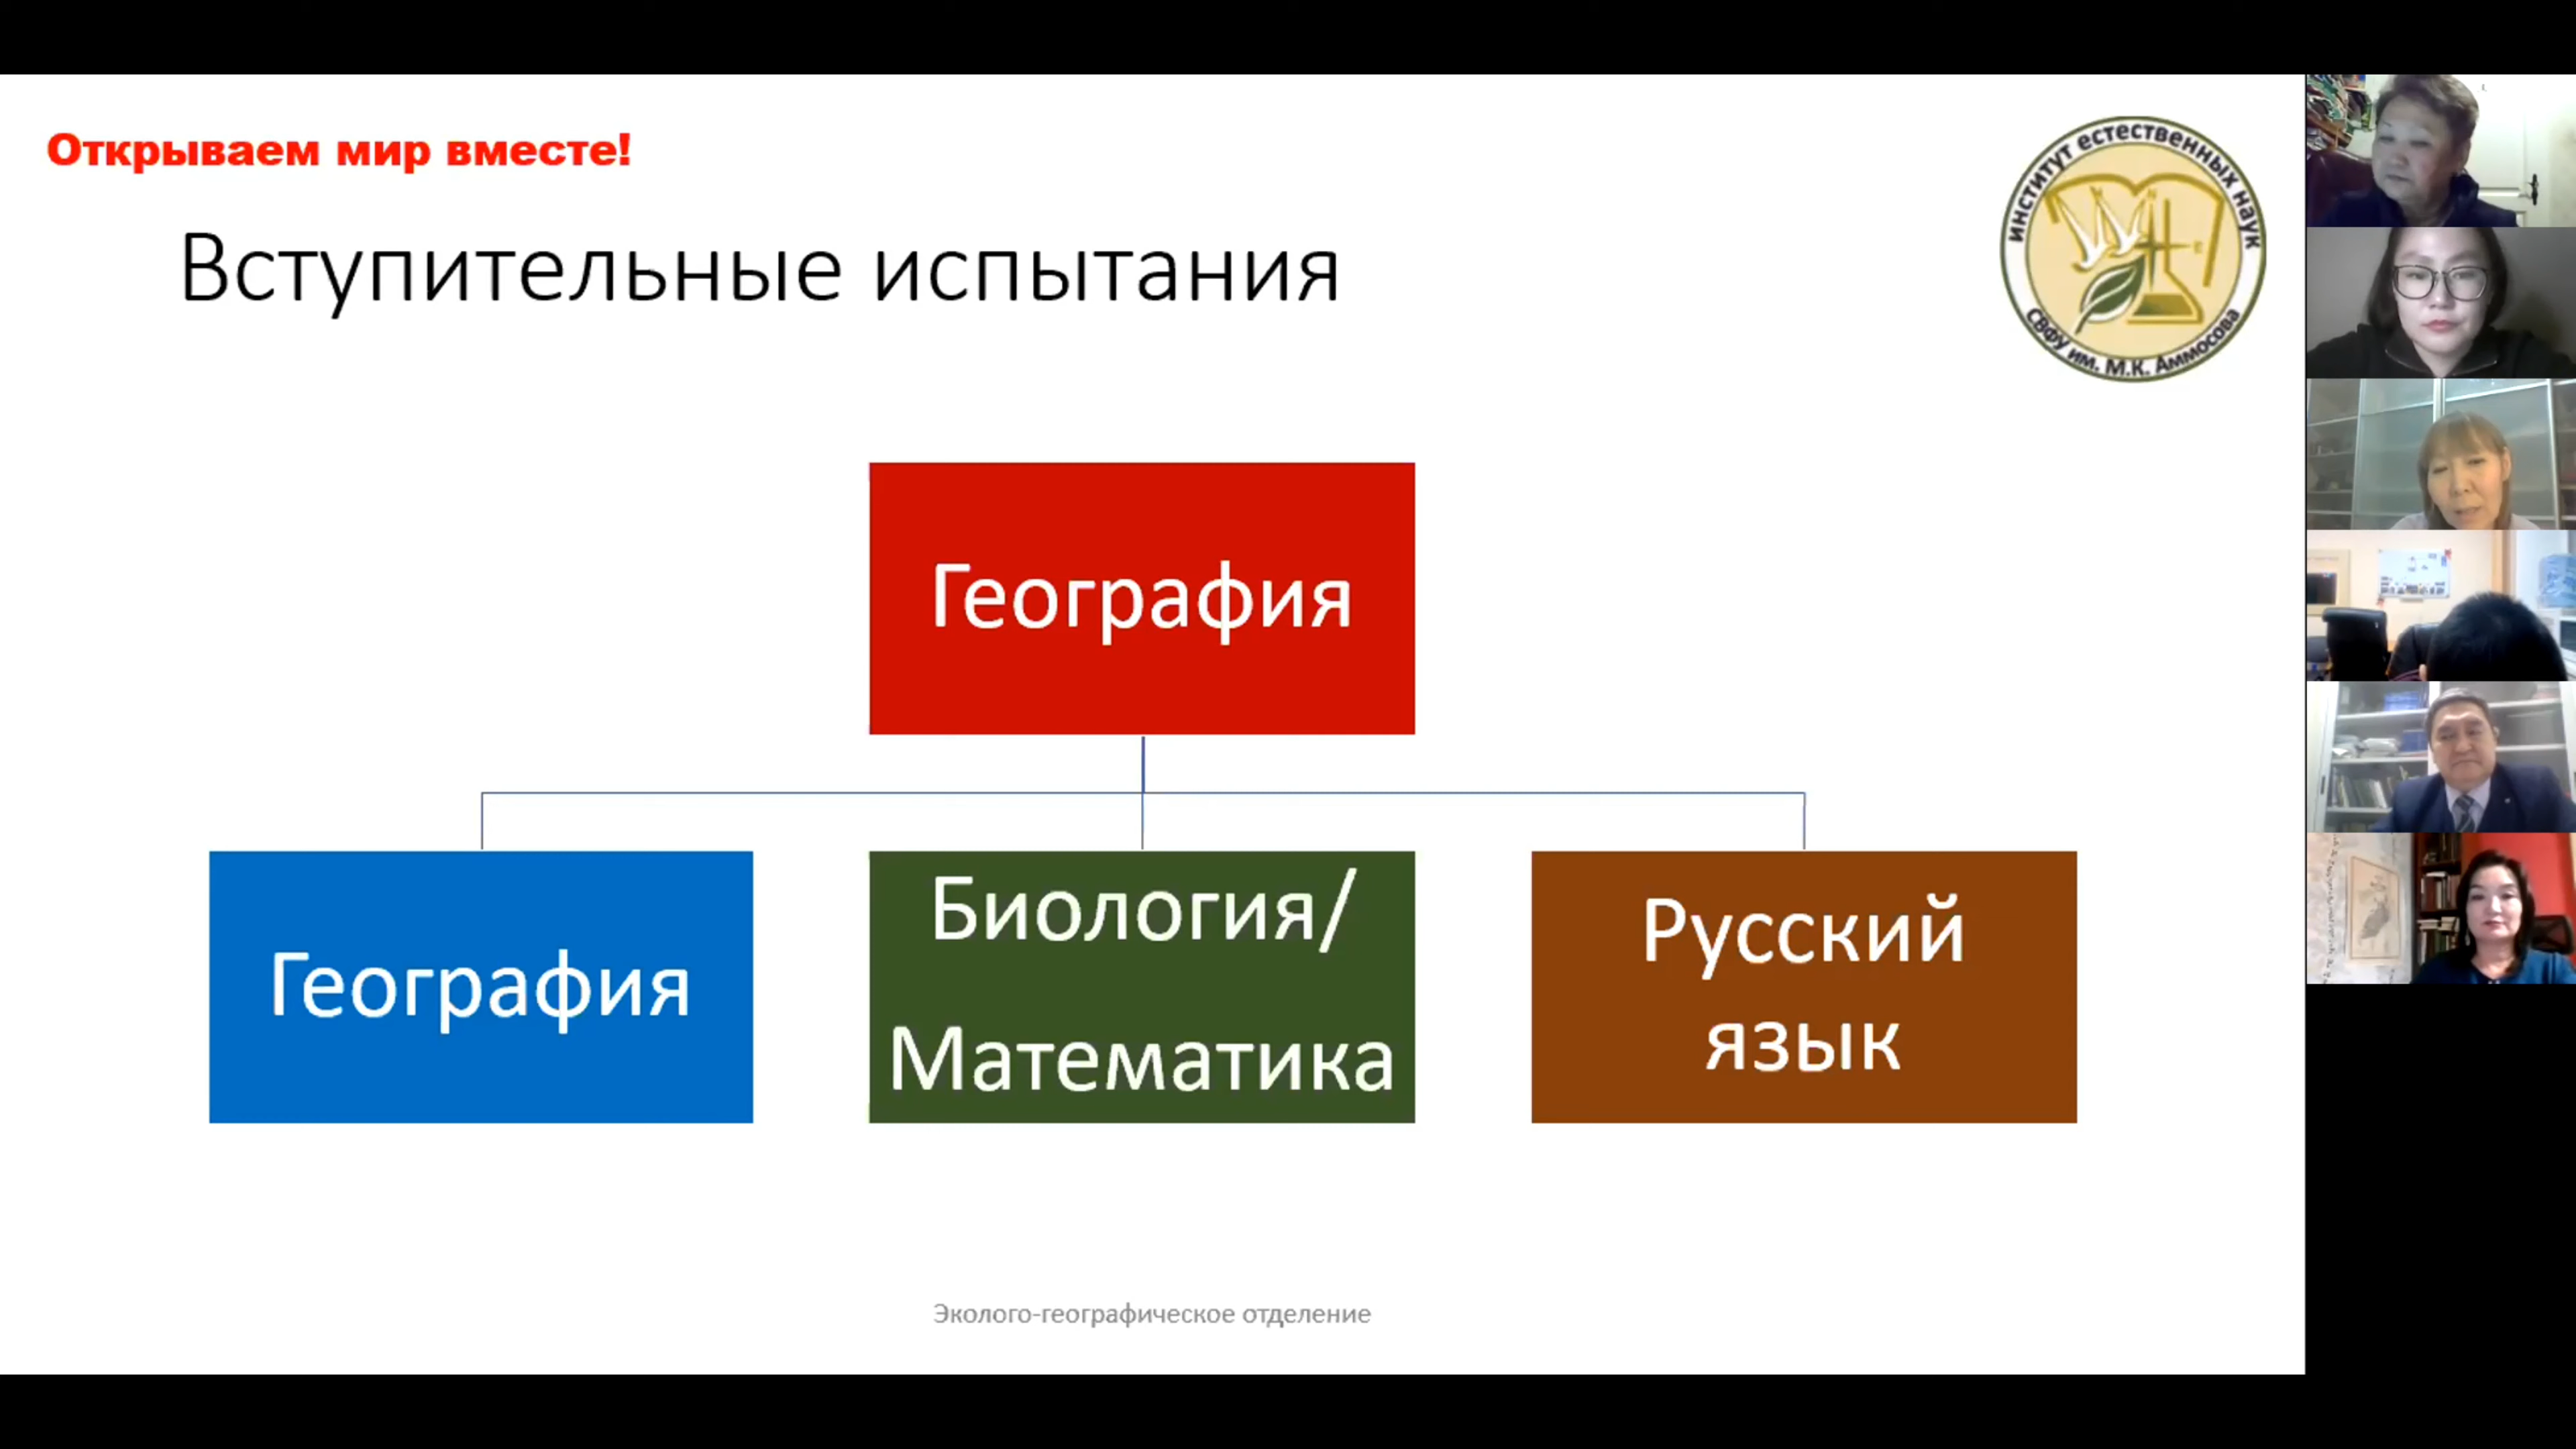 Открываем мир вместе!
институт естественных наук
СВФУ им. М.К. Аммосова
Вступительные испытания
География
География
Биология/
Математика
Русский
язык
Эколого-географическое отделение